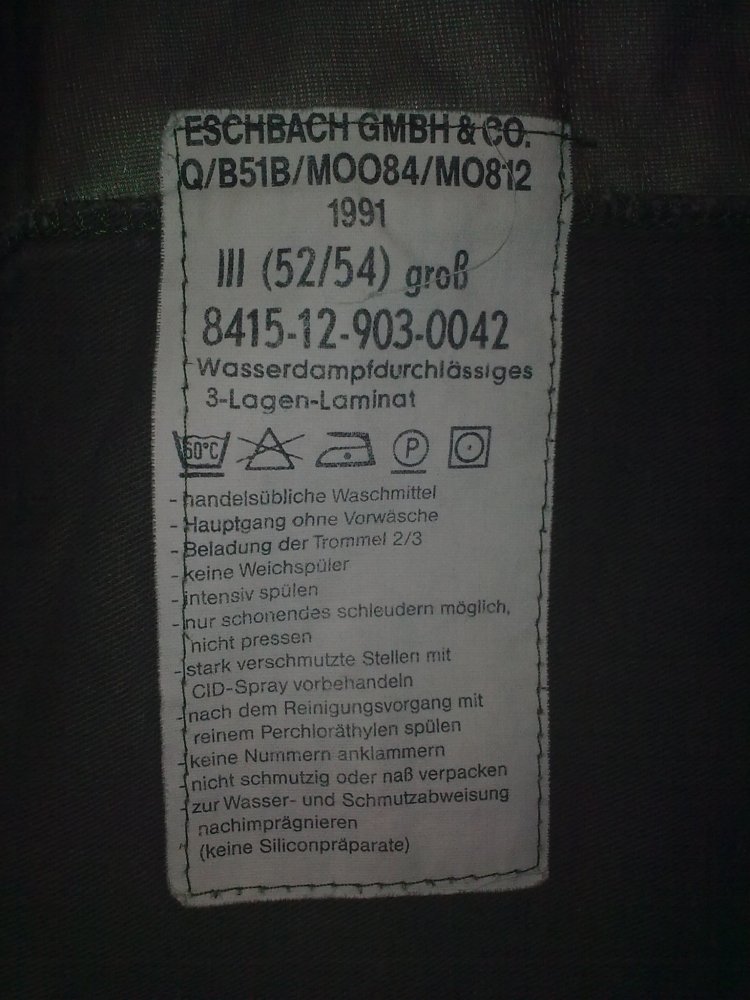 ESCHBACH GMBH & CO.
Q/B51B/MOO84/MO812
1991
III (52/54) groß
8415-12-903-0042
Wasserdampfdurchlässiges
3-Lagen-Laminat
60°C P
- handelsübliche Waschmittel
- Hauptgang ohne Vorwäsche
- Beladung der Trommel 2/3
- keine Weichspüler
- intensiv spülen
- nur schonendes schleudern möglich,
nicht pressen
- stark verschmutzte Stellen mit
CID-Spray vorbehandeln
- nach dem Reinigungsvorgang mit
reinem Perchloräthylen spülen
- keine Nummern anklammern
- nicht schmutzig oder naß verpacken
- zur Wasser- und Schmutzabweisung
nachimprägnieren
(keine Siliconpräparate)